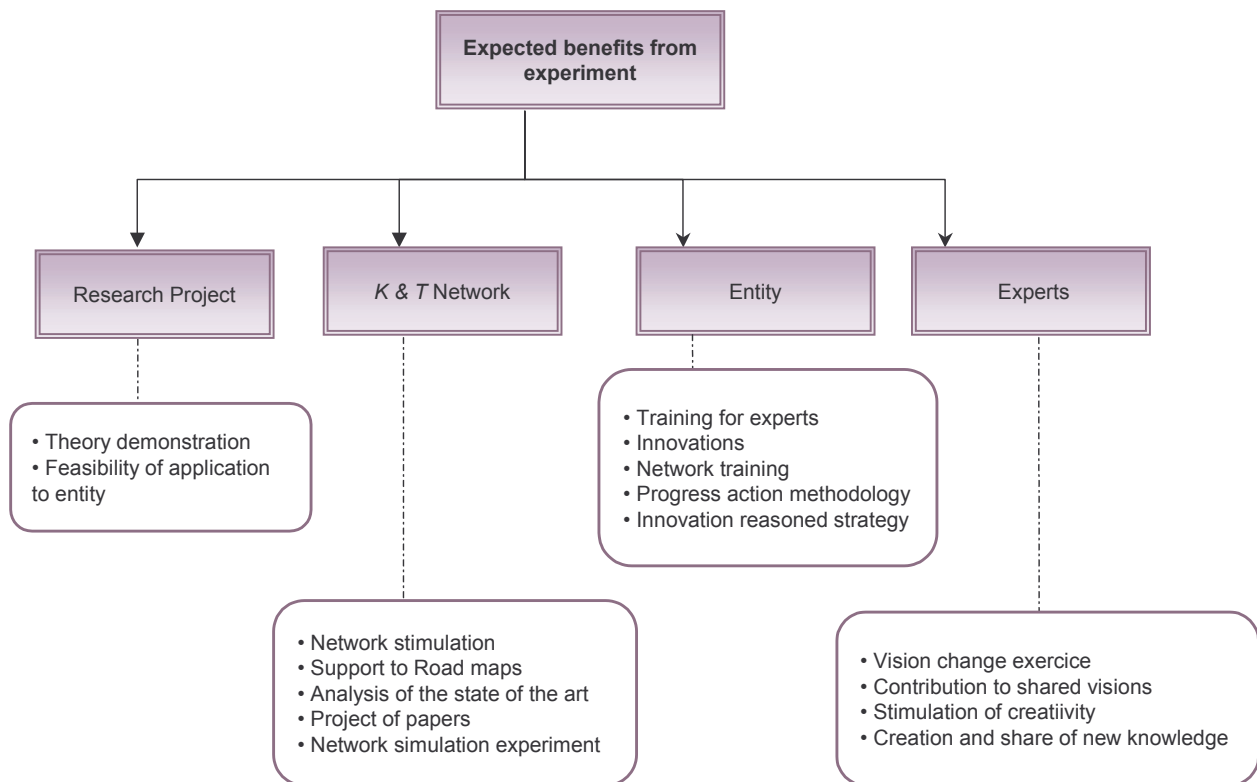 Expected benefits from
experiment
Research Project
K & T Network
Entity
Experts
• Theory demonstration
• Feasibility of application
to entity
• Training for experts
• Innovations
• Network training
• Progress action methodology
• Innovation reasoned strategy
• Network stimulation
• Support to Road maps
• Analysis of the state of the art
• Project of papers
• Network simulation experiment
• Vision change exercice
• Contribution to shared visions
• Stimulation of creatiivity
• Creation and share of new knowledge